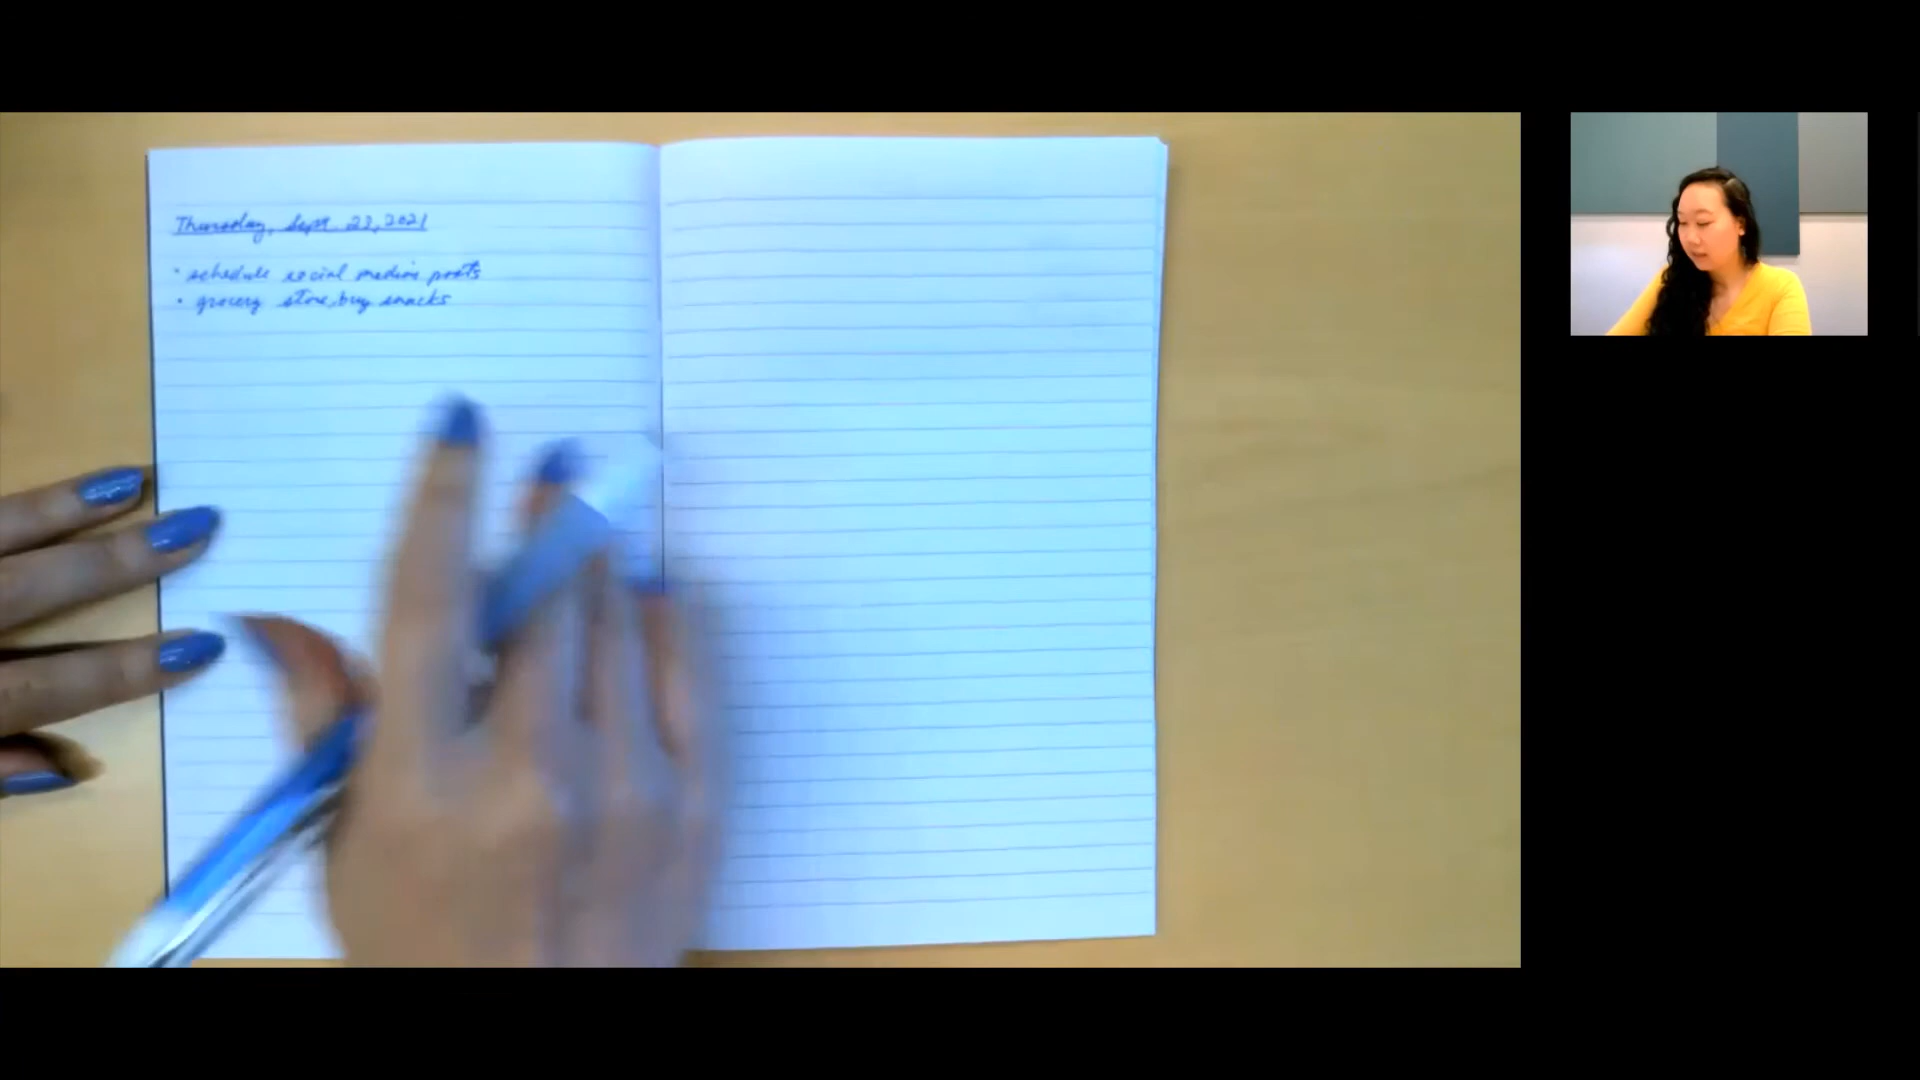 Thursday, Sept. 23, 2021
· schedule social media posts
· grocery store, buy snacks